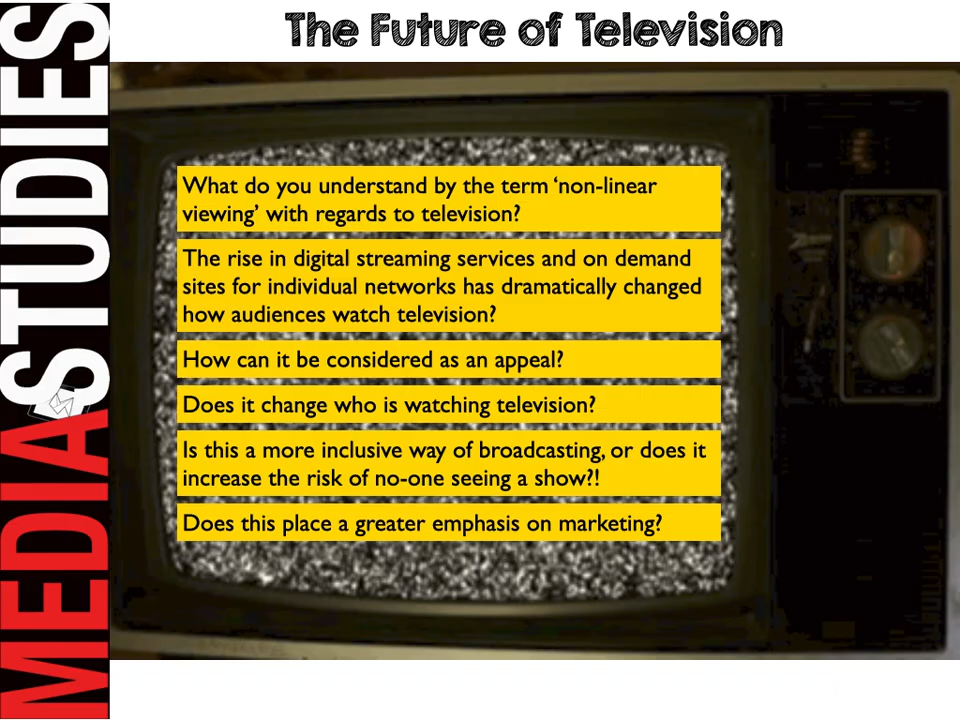 The Future of Television
MEDIASTUDIES
What do you understand by the term ‘non-linear
viewing’ with regards to television?
The rise in digital streaming services and on demand
sites for individual networks has dramatically changed
how audiences watch television?
How can it be considered as an appeal?
Does it change who is watching television?
Is this a more inclusive way of broadcasting, or does it
increase the risk of no-one seeing a show?!
Does this place a greater emphasis on marketing?